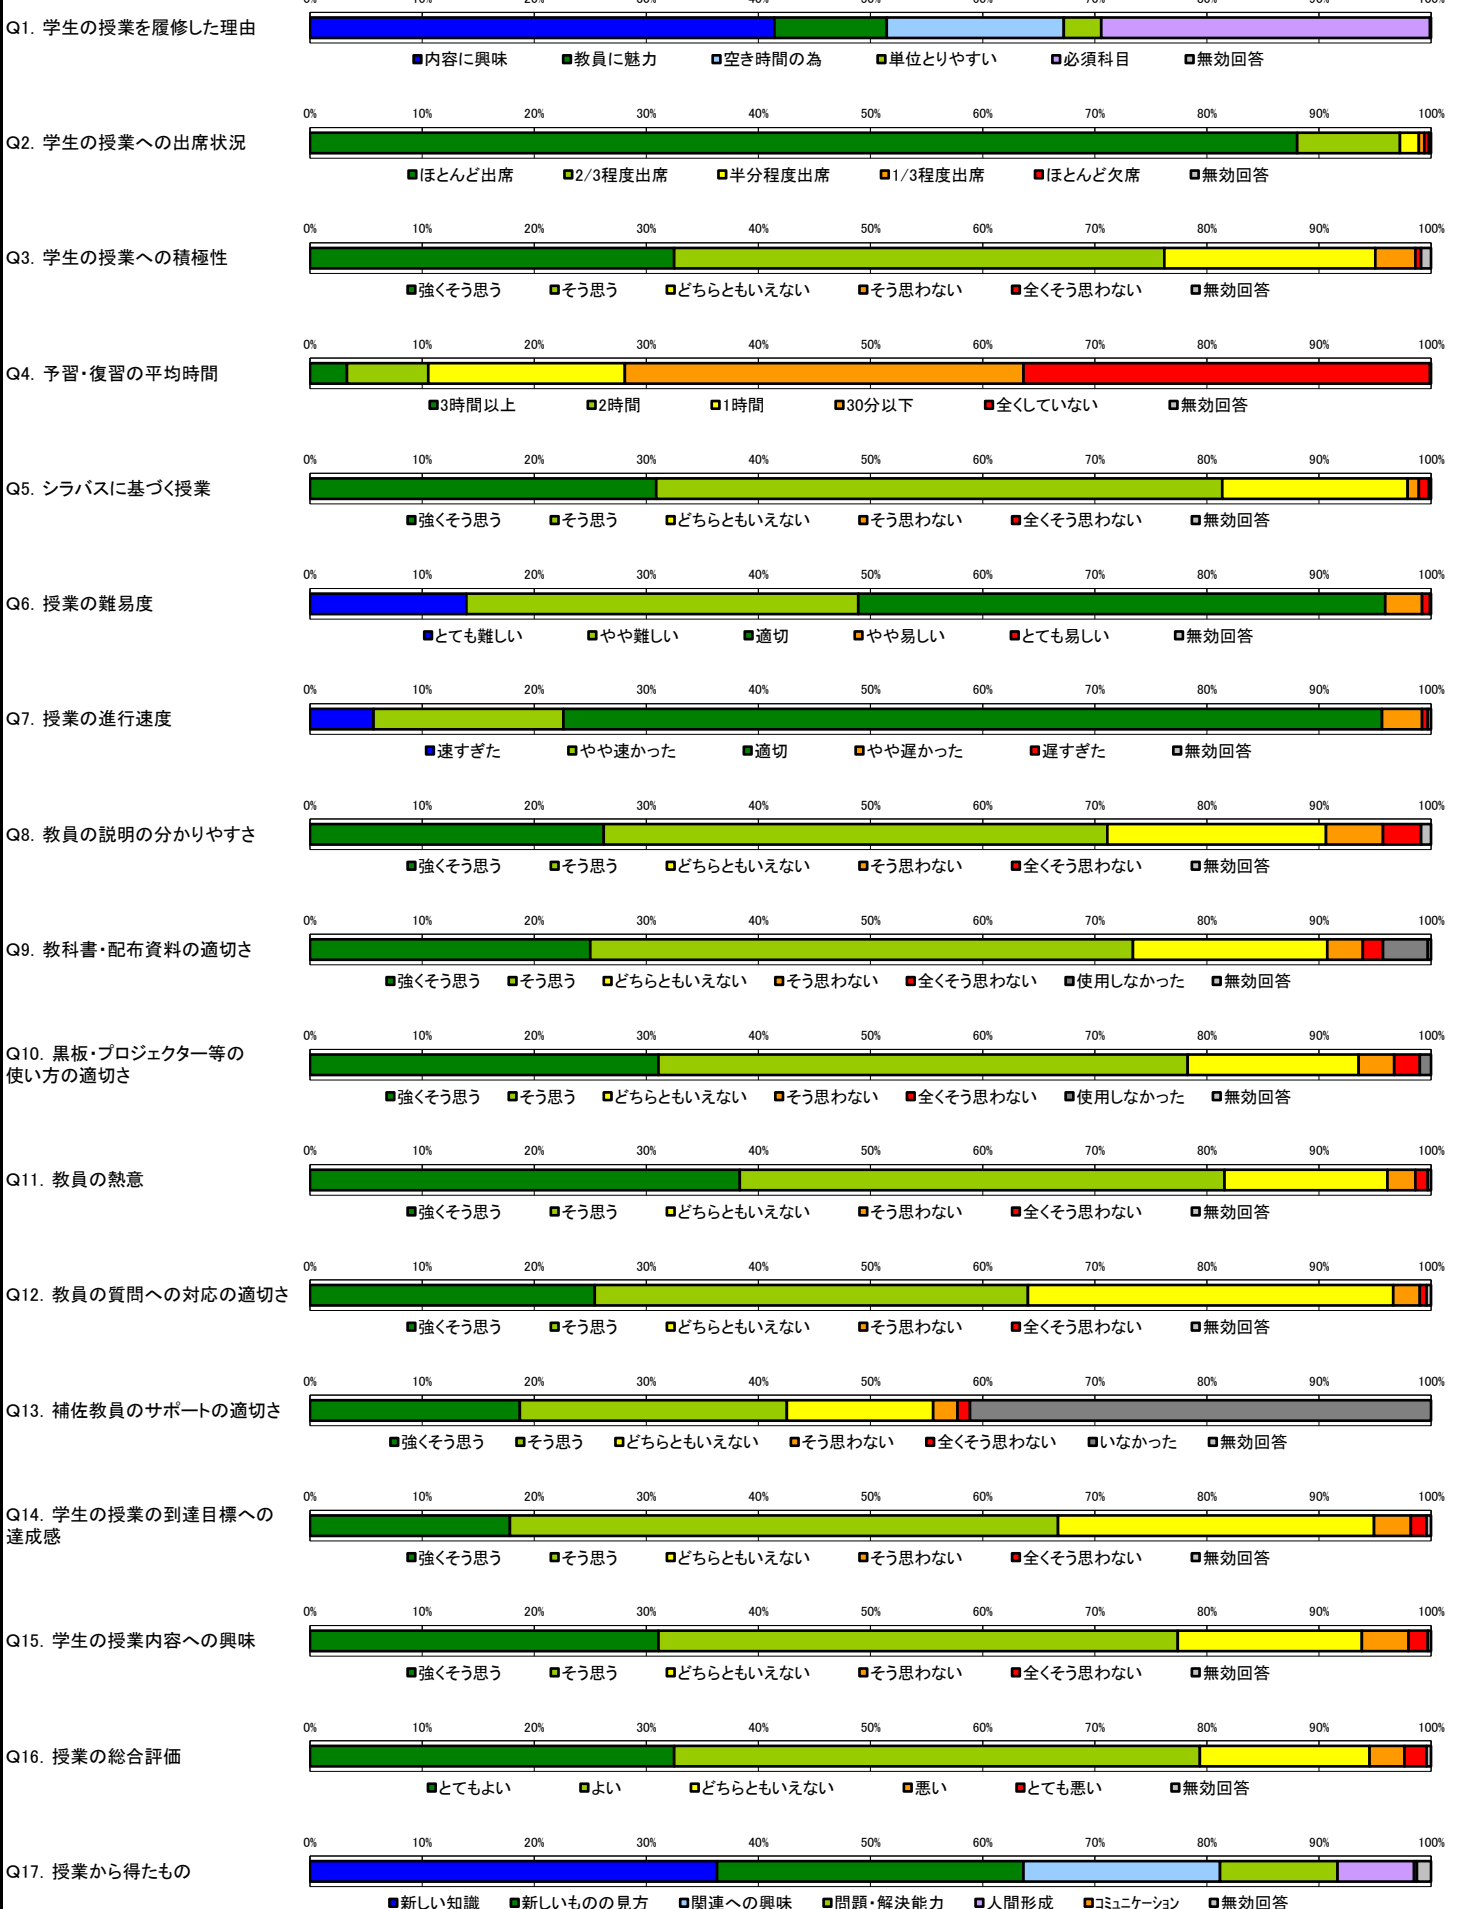 Q1. 学生の授業を履修した理由
■内容に興味 ■教員に魅力 □空き時間の為 □単位とりやすい □必須科目 □無効回答
0% 10% 20% 30% 40% 50% 60% 70% 80% 90% 100%
Q2. 学生の授業への出席状況
■ほとんど出席 □2/3程度出席 □半分程度出席 ■1/3程度出席 ■ほとんど欠席 □無効回答
0% 10% 20% 30% 40% 50% 60% 70% 80% 90% 100%
Q3. 学生の授業への積極性
■強くそう思う □そう思う □どちらともいえない ■そう思わない ■全くそう思わない □無効回答
0% 10% 20% 30% 40% 50% 60% 70% 80% 90% 100%
Q4. 予習・復習の平均時間
■3時間以上 □2時間 □1時間 ■30分以下 ■全くしていない □無効回答
0% 10% 20% 30% 40% 50% 60% 70% 80% 90% 100%
Q5. シラバスに基づく授業
■強くそう思う □そう思う □どちらともいえない ■そう思わない ■全くそう思わない □無効回答
0% 10% 20% 30% 40% 50% 60% 70% 80% 90% 100%
Q6. 授業の難易度
■とても難しい □やや難しい ■適切 ■やや易しい ■とても易しい □無効回答
0% 10% 20% 30% 40% 50% 60% 70% 80% 90% 100%
Q7. 授業の進行速度
■速すぎた □やや速かった ■適切 ■やや遅かった ■遅すぎた □無効回答
0% 10% 20% 30% 40% 50% 60% 70% 80% 90% 100%
Q8. 教員の説明の分かりやすさ
■強くそう思う □そう思う □どちらともいえない ■そう思わない ■全くそう思わない □無効回答
0% 10% 20% 30% 40% 50% 60% 70% 80% 90% 100%
Q9. 教科書・配布資料の適切さ
■強くそう思う □そう思う □どちらともいえない ■そう思わない ■全くそう思わない ■使用しなかった □無効回答
0% 10% 20% 30% 40% 50% 60% 70% 80% 90% 100%
Q10. 黒板・プロジェクター等の
使い方の適切さ
■強くそう思う □そう思う □どちらともいえない ■そう思わない ■全くそう思わない ■使用しなかった □無効回答
0% 10% 20% 30% 40% 50% 60% 70% 80% 90% 100%
Q11. 教員の熱意
■強くそう思う □そう思う □どちらともいえない ■そう思わない ■全くそう思わない □無効回答
0% 10% 20% 30% 40% 50% 60% 70% 80% 90% 100%
Q12. 教員の質問への対応の適切さ
■強くそう思う □そう思う □どちらともいえない ■そう思わない ■全くそう思わない □無効回答
0% 10% 20% 30% 40% 50% 60% 70% 80% 90% 100%
Q13. 補佐教員のサポートの適切さ
■強くそう思う □そう思う □どちらともいえない ■そう思わない ■全くそう思わない ■いなかった □無効回答
0% 10% 20% 30% 40% 50% 60% 70% 80% 90% 100%
Q14. 学生の授業の到達目標への
達成感
■強くそう思う □そう思う □どちらともいえない ■そう思わない ■全くそう思わない □無効回答
0% 10% 20% 30% 40% 50% 60% 70% 80% 90% 100%
Q15. 学生の授業内容への興味
■強くそう思う □そう思う □どちらともいえない ■そう思わない ■全くそう思わない □無効回答
0% 10% 20% 30% 40% 50% 60% 70% 80% 90% 100%
Q16. 授業の総合評価
■とてもよい □よい □どちらともいえない ■悪い ■とても悪い □無効回答
0% 10% 20% 30% 40% 50% 60% 70% 80% 90% 100%
Q17. 授業から得たもの
■新しい知識 ■新しいものの見方 □関連への興味 □問題・解決能力 □人間形成 ■コミュニケーション □無効回答